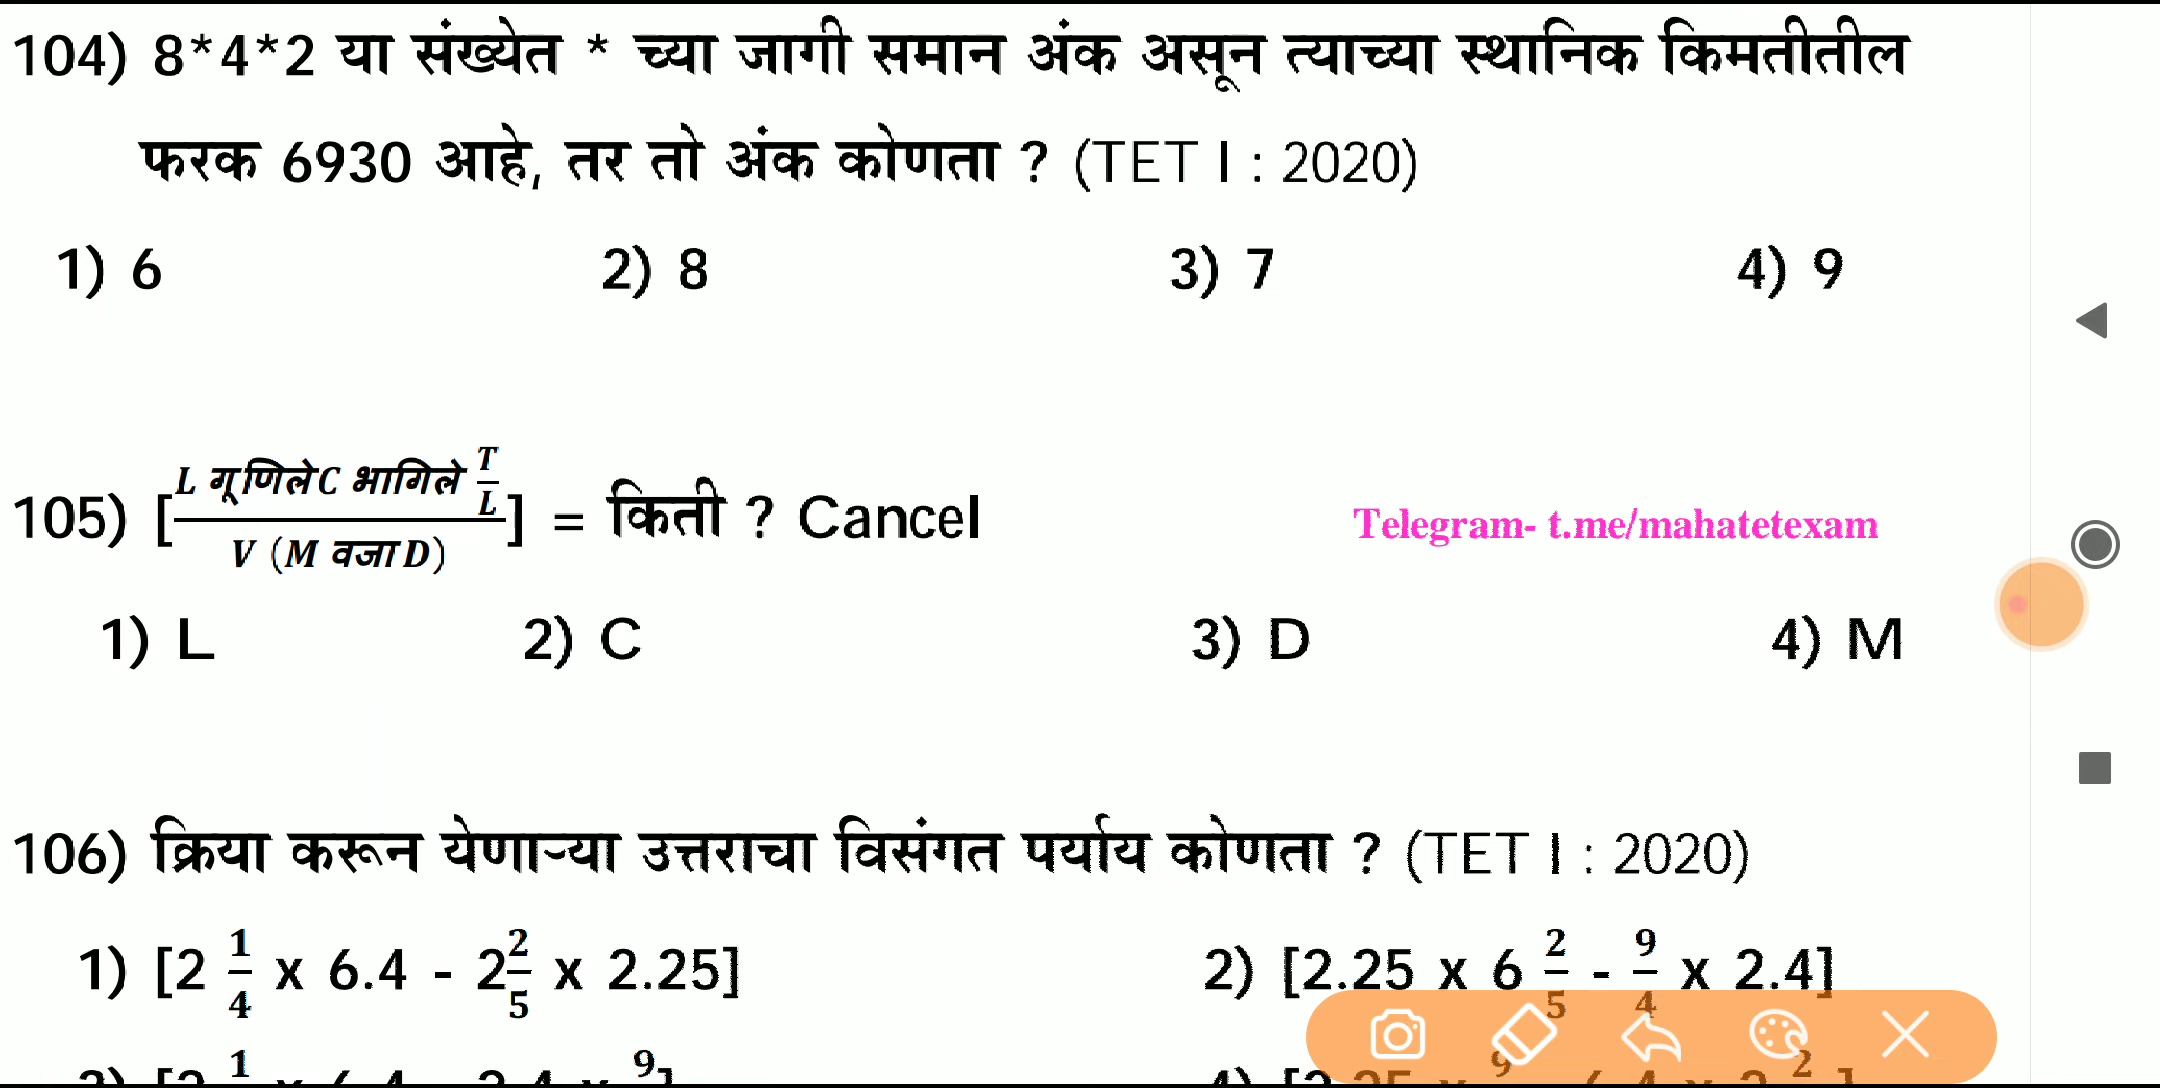 104) 8*4*2 या संख्येत * च्या जागी समान अंक असून त्याच्या स्थानिक किमतीतील
फरक 6930 आहे, तर तो अंक कोणता ? (TET I : 2020)
1) 6 2) 8 3) 7 4) 9
105) [L गूणिले C भागिले T/L / V (M वजा D)] = किती ? Cancel
Telegram- t.me/mahatetexam
1) L 2) C 3) D 4) M
106) क्रिया करून येणाऱ्या उत्तराचा विसंगत पर्याय कोणता ? (TET I : 2020)
1) [2 1/4 x 6.4 - 2 2/5 x 2.25] 2) [2.25 x 6 2/5 - 9/4 x 2.4]